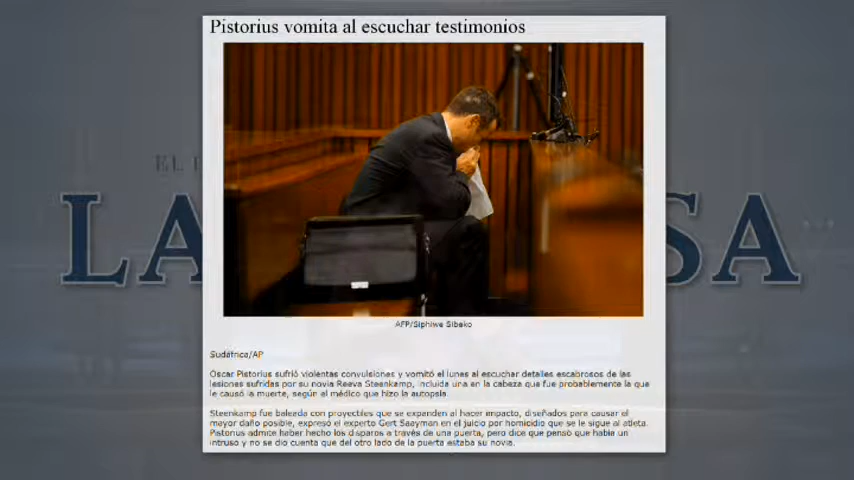 Pistorius vomita al escuchar testimonios
EL
LA SA
AFP/Siphiwe Sibeko
Sudáfrica/AP
Oscar Pistorius sufrió violentas convulsiones y vomitó el lunes al escuchar detalles escabrosos de las
lesiones sufridas por su novia Reeva Steenkamp, incluida una en la cabeza que fue probablemente la que
le causó la muerte, según el médico que hizo la autopsia.
Steenkamp fue baleada con proyectiles que se expanden al hacer impacto, diseñados para causar el
mayor daño posible, expresó el experto Gert Saayman en el juicio por homicidio que se le sigue al atleta.
Pistorius admite haber hecho los disparos a través de una puerta, pero dice que pensó que había un
intruso y no se dio cuenta que del otro lado de la puerta estaba su novia.